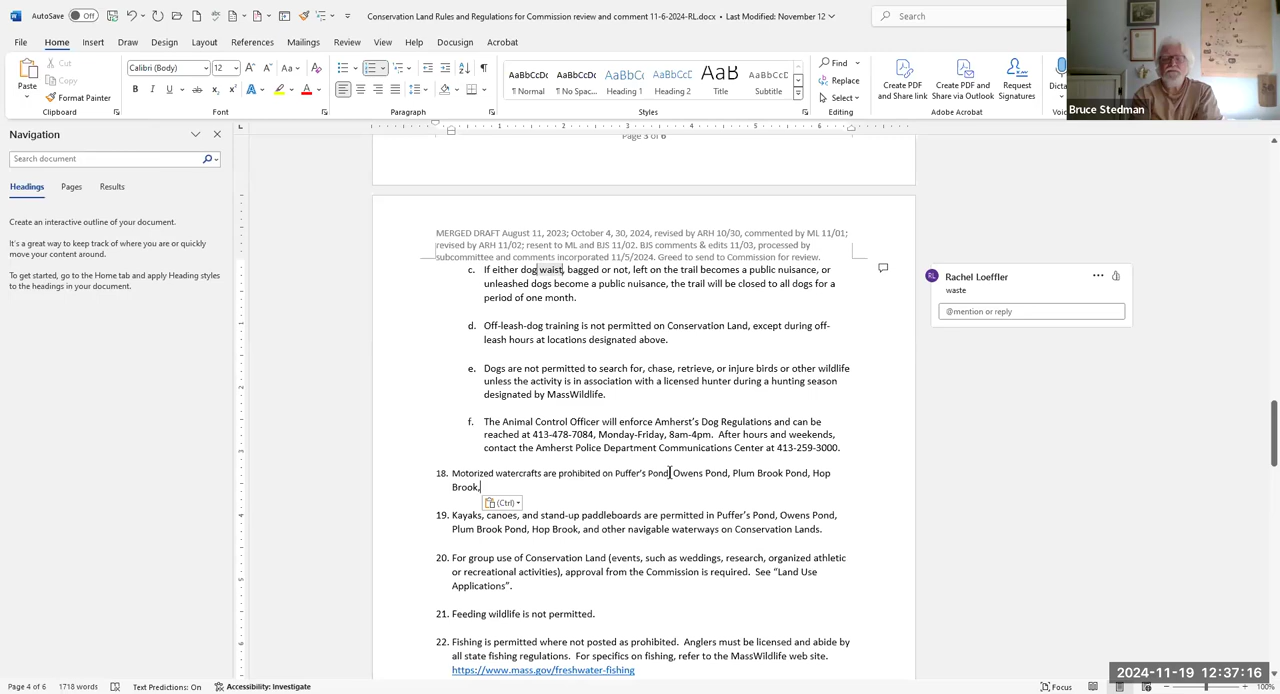 AutoSave Off Conservation Land Rules and Regulations for Commission review and comment 11-6-2024-RL.docx • Last Modified: November 12 Search
File Home Insert Draw Design Layout References Mailings Review View Help Docusign Acrobat
Paste Cut Copy Format Painter Clipboard
Calibri (Body) 12 Font
Paragraph
AaBbCcDc Normal AaBbCcDc No Spac... AaBbC Heading 1 AaBbCcD Heading 2 AaB Title AaBbCcD Subtitle Styles
Find Replace Select Editing
Create PDF and Share link Create PDF and Share via Outlook Request Signatures Adobe Acrobat
Bruce Stedman
Navigation
Search document
Headings Pages Results
Create an interactive outline of your document.
It's a great way to keep track of where you are or quickly
move your content around.
To get started, go to the Home tab and apply Heading styles
to the headings in your document.
Page 3 of 6
MERGED DRAFT August 11, 2023; October 4, 30, 2024, revised by ARH 10/30, commented by ML 11/01;
revised by ARH 11/02; resent to ML and BJS 11/02. BJS comments & edits 11/03, processed by
subcommittee and comments incorporated 11/5/2024. Greed to send to Commission for review.
c. If either dog waist, bagged or not, left on the trail becomes a public nuisance, or
unleashed dogs become a public nuisance, the trail will be closed to all dogs for a
period of one month.
d. Off-leash-dog training is not permitted on Conservation Land, except during off-
leash hours at locations designated above.
e. Dogs are not permitted to search for, chase, retrieve, or injure birds or other wildlife
unless the activity is in association with a licensed hunter during a hunting season
designated by MassWildlife.
f. The Animal Control Officer will enforce Amherst's Dog Regulations and can be
reached at 413-478-7084, Monday-Friday, 8am-4pm. After hours and weekends,
contact the Amherst Police Department Communications Center at 413-259-3000.
18. Motorized watercrafts are prohibited on Puffer's Pond, Owens Pond, Plum Brook Pond, Hop
Brook,
(Ctrl)
19. Kayaks, canoes, and stand-up paddleboards are permitted in Puffer's Pond, Owens Pond,
Plum Brook Pond, Hop Brook, and other navigable waterways on Conservation Lands.
20. For group use of Conservation Land (events, such as weddings, research, organized athletic
or recreational activities), approval from the Commission is required. See "Land Use
Applications".
21. Feeding wildlife is not permitted.
22. Fishing is permitted where not posted as prohibited. Anglers must be licensed and abide by
all state fishing regulations. For specifics on fishing, refer to the MassWildlife web site.
https://www.mass.gov/freshwater-fishing
RL Rachel Loeffler
waste
@mention or reply
2024-11-19 12:37:16
Page 4 of 6 1718 words Text Predictions: On Accessibility: Investigate Focus 100%